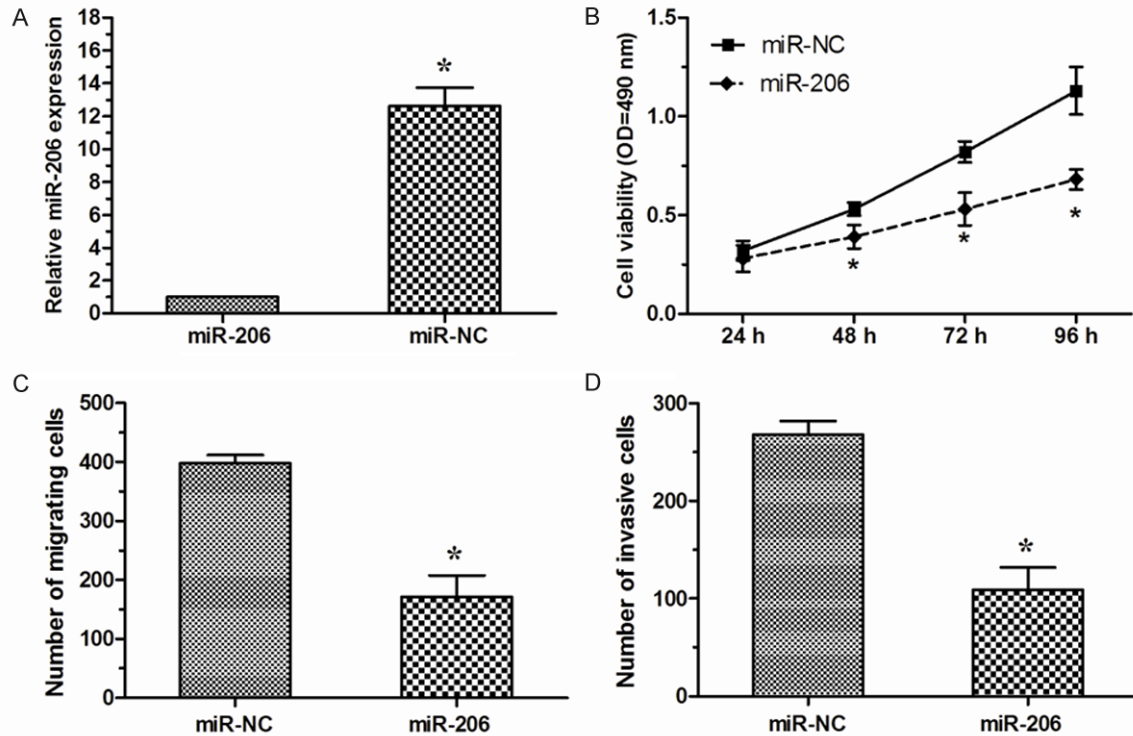 A
Relative miR-206 expression
18
16
14
12
10
8
6
4
2
0
*
miR-206
miR-NC
B
Cell viability (OD=490 nm)
1.5
1.0
0.5
0.0
miR-NC
miR-206
*
*
*
24 h
48 h
72 h
96 h
C
Number of migrating cells
500
400
300
200
100
0
*
miR-NC
miR-206
D
Number of invasive cells
300
200
100
0
*
miR-NC
miR-206